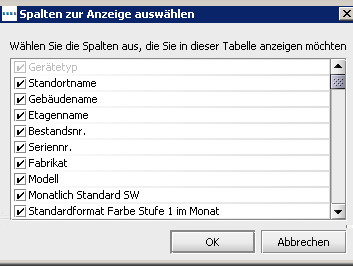 Spalten zur Anzeige auswählen
Wählen Sie die Spalten aus, die Sie in dieser Tabelle anzeigen möchten
Gerätetyp
Standortname
Gebäudename
Etagenname
Bestandsnr.
Seriennr.
Fabrikat
Modell
Monatlich Standard SW
Standardformat Farbe Stufe 1 im Monat
OK
Abbrechen